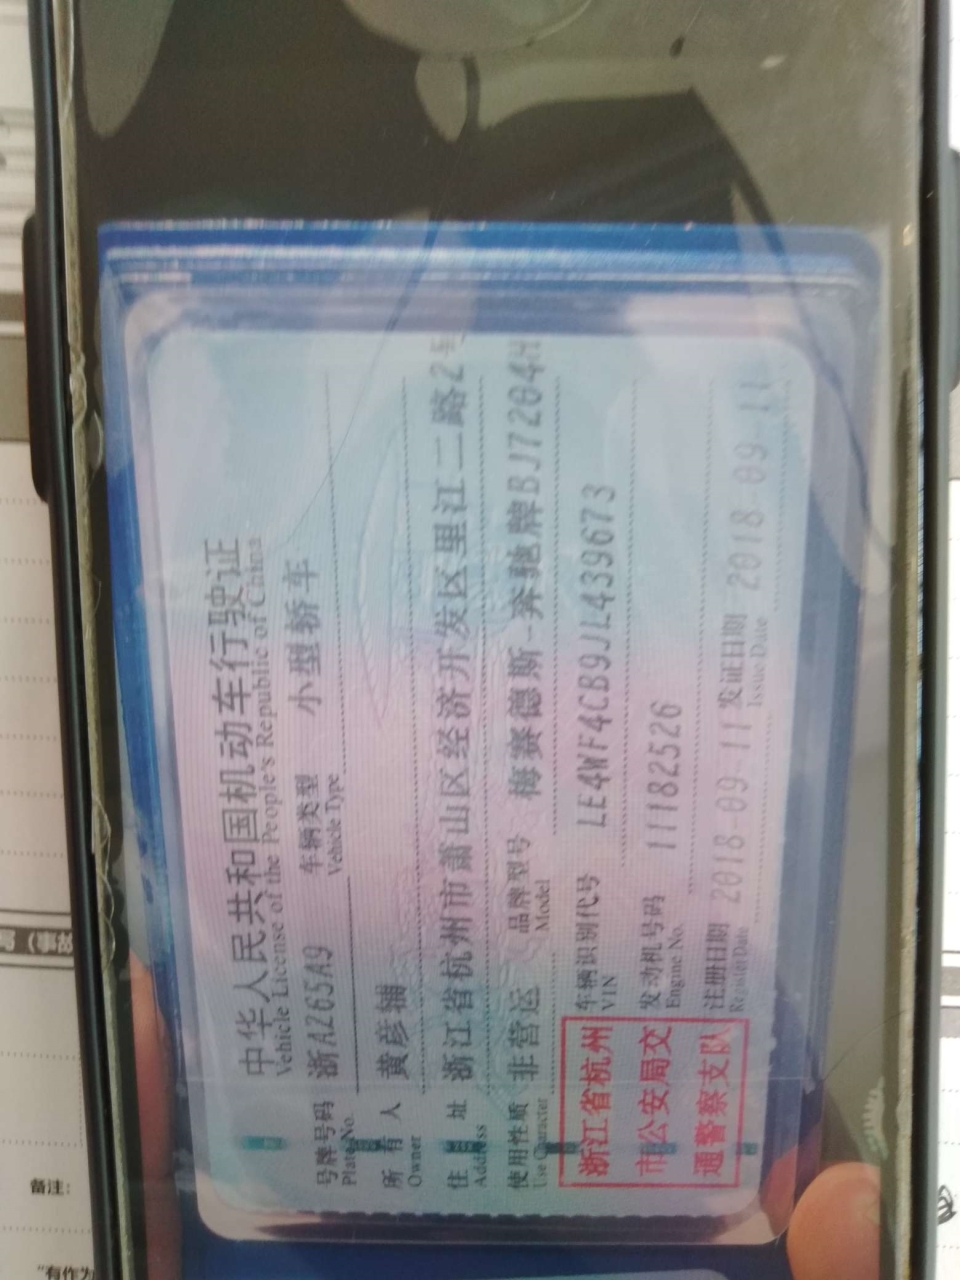 中华人民共和国机动车行驶证
Vehicle License of the People's Republic of China
号牌号码 浙AZ65A9 车辆类型 小型轿车
Plate No. Vehicle Type
所有人 黄彦辅
Owner
住址 浙江省杭州市萧山区经济开发区里江二路2
Address
使用性质 非营运 品牌型号 梅赛德斯-奔驰牌BJ7204H
Use Character Model
车辆识别代号 LE4WF4CB9JL439673
VIN
发动机号码 11182526
Engine No.
注册日期 2018-09-11 发证日期 2018-09-11
Register Date Issue Date
浙江省杭州
市公安局交
通警察支队
备注：
"有作为